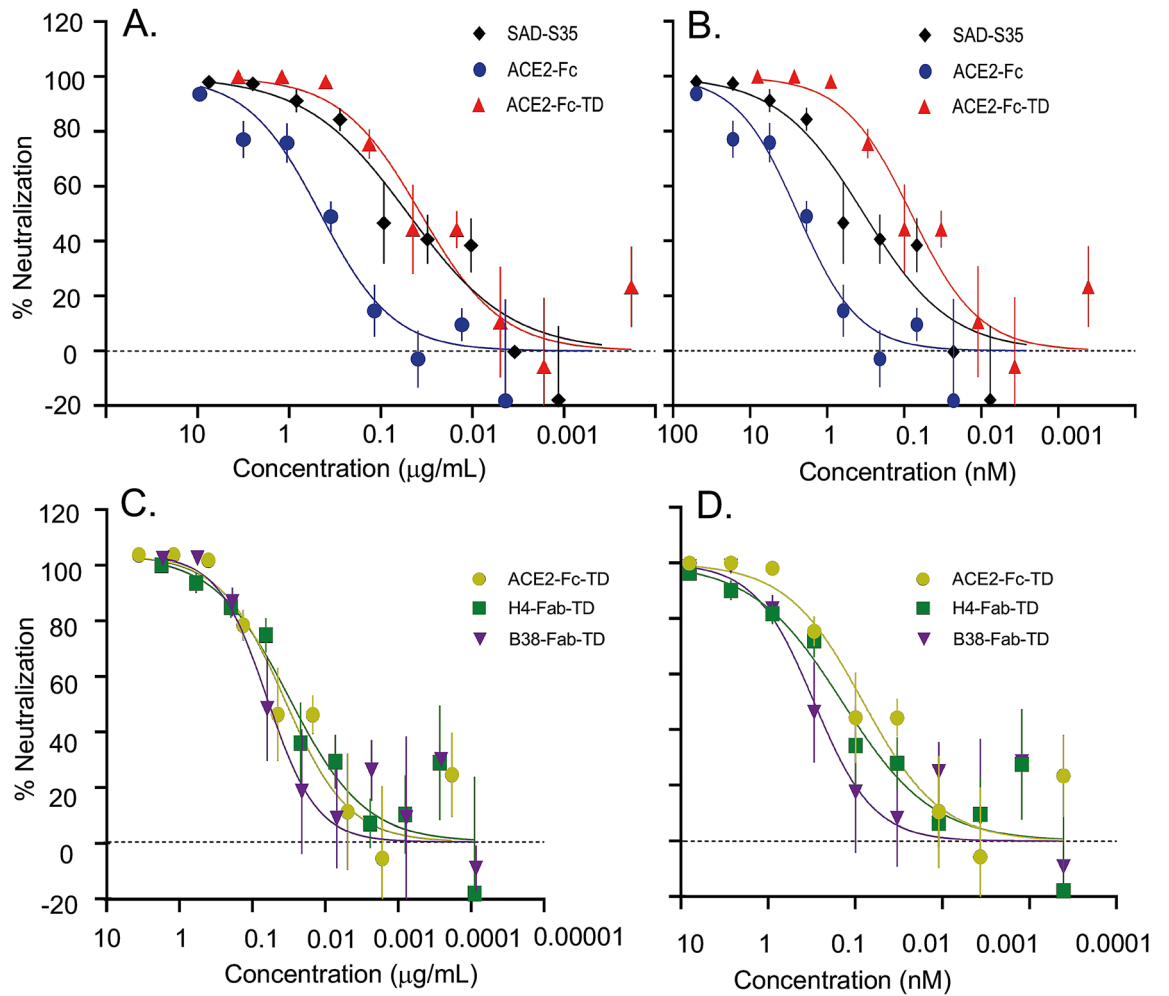 A.
120
100
80
60
40
20
0
-20
% Neutralization
SAD-S35
ACE2-Fc
ACE2-Fc-TD
10 1 0.1 0.01 0.001
Concentration (μg/mL)
B.
SAD-S35
ACE2-Fc
ACE2-Fc-TD
100 10 1 0.1 0.01 0.001
Concentration (nM)
C.
120
100
80
60
40
20
0
-20
% Neutralization
ACE2-Fc-TD
H4-Fab-TD
B38-Fab-TD
10 1 0.1 0.01 0.001 0.0001 0.00001
Concentration (μg/mL)
D.
ACE2-Fc-TD
H4-Fab-TD
B38-Fab-TD
10 1 0.1 0.01 0.001 0.0001
Concentration (nM)